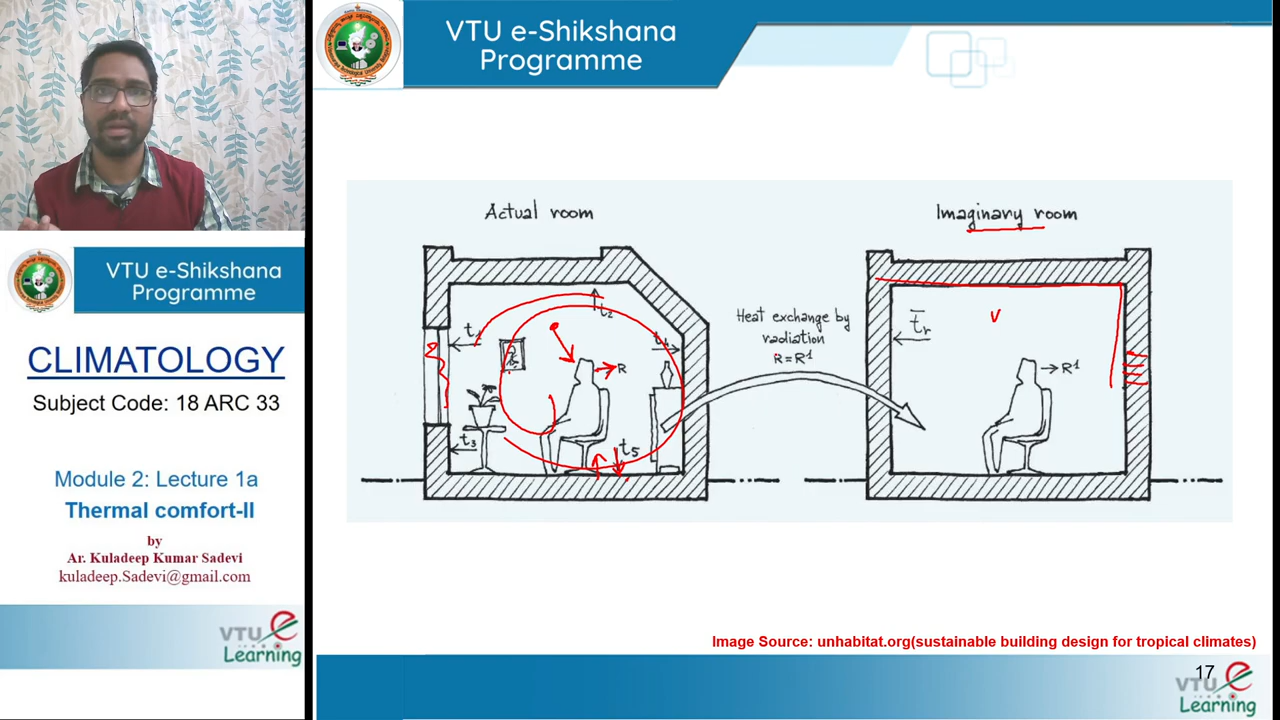 VTU e-Shikshana
Programme
CLIMATOLOGY
Subject Code: 18 ARC 33
Module 2: Lecture 1a
Thermal comfort-II
by
Ar. Kuladeep Kumar Sadevi
kuladeep.Sadevi@gmail.com
VTU e
Learning
VTU e-Shikshana
Programme
Actual room
Imaginary room
t1
t2
t3
t4
t5
R
Heat exchange by
radiation
R=R1
tr
R1
Image Source: unhabitat.org(sustainable building design for tropical climates)
17
VTU e
Learning